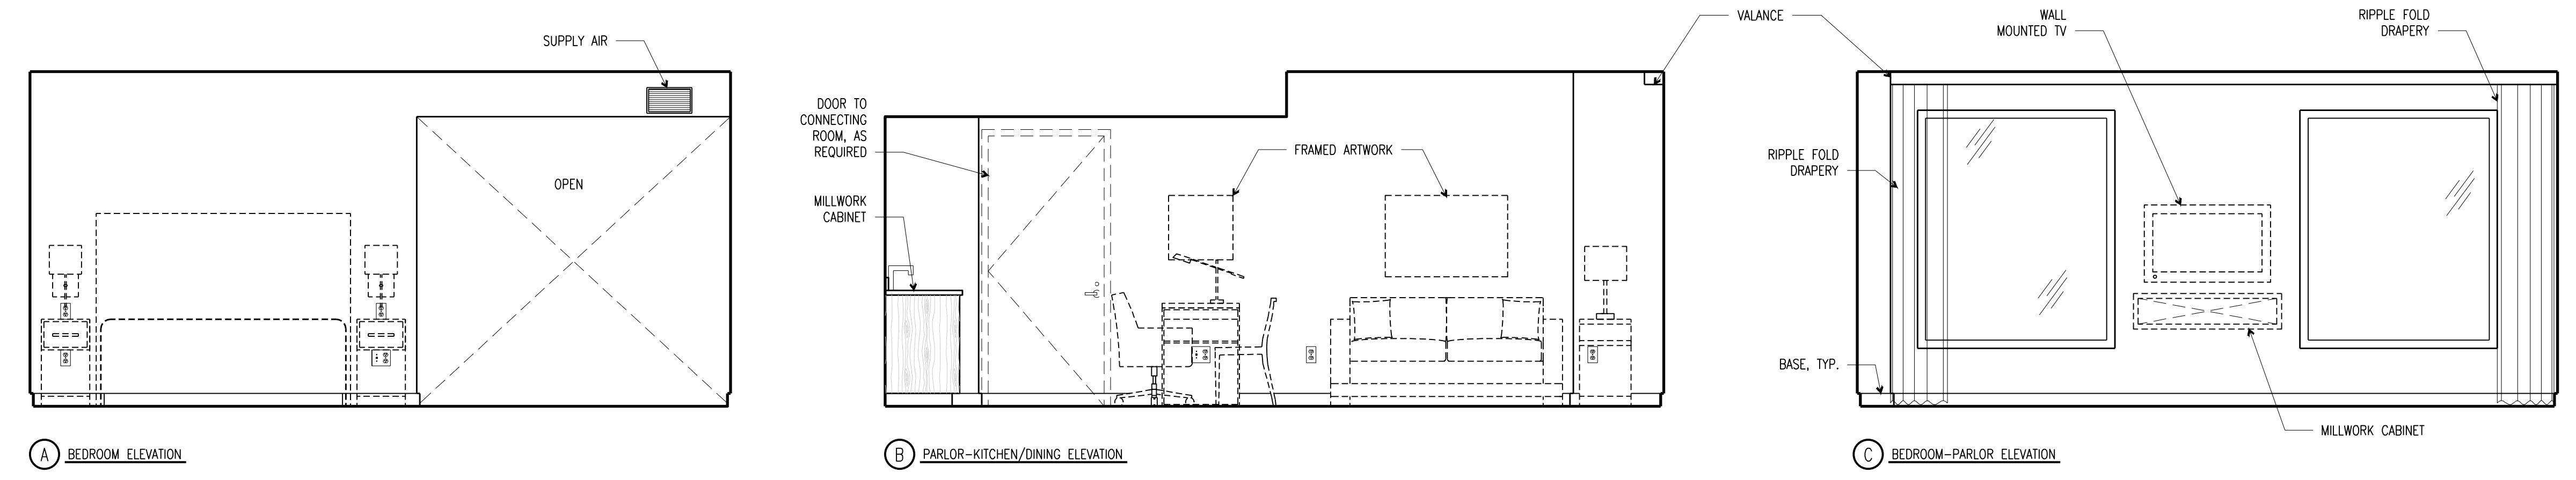 SUPPLY AIR
OPEN
A
BEDROOM ELEVATION
DOOR TO
CONNECTING
ROOM, AS
REQUIRED
MILLWORK
CABINET
FRAMED ARTWORK
VALANCE
B
PARLOR-KITCHEN/DINING ELEVATION
WALL
MOUNTED TV
RIPPLE FOLD
DRAPERY
RIPPLE FOLD
DRAPERY
BASE, TYP.
MILLWORK CABINET
C
BEDROOM-PARLOR ELEVATION